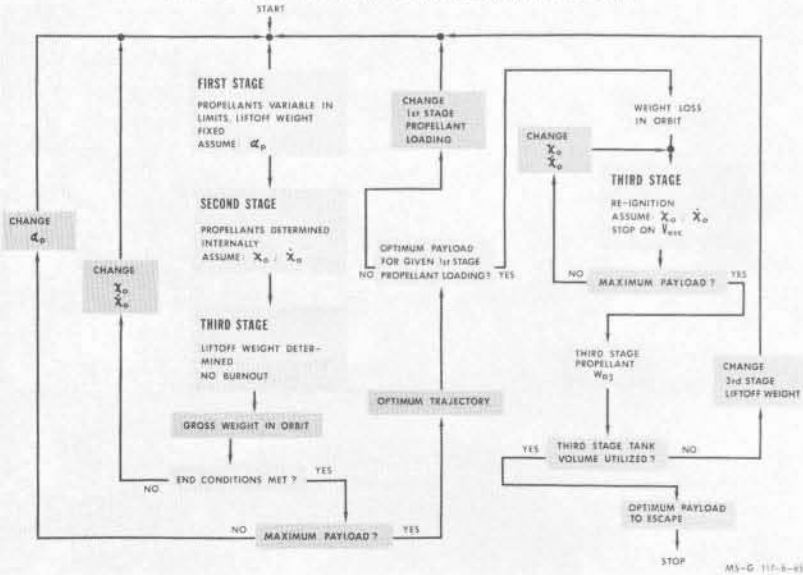 START
FIRST STAGE
PROPELLANTS VARIABLE IN
LIMITS, LIFTOFF WEIGHT
FIXED
ASSUME: αp
SECOND STAGE
PROPELLANTS DETERMINED
INTERNALLY
ASSUME: χo ; χ̇o
THIRD STAGE
LIFTOFF WEIGHT DETER-
MINED
NO BURNOUT
GROSS WEIGHT IN ORBIT
END CONDITIONS MET ?
NO
YES
MAXIMUM PAYLOAD ?
NO
YES
CHANGE
αp
CHANGE
χo
χ̇o
OPTIMUM TRAJECTORY
OPTIMUM PAYLOAD
FOR GIVEN 1st STAGE
NO PROPELLANT LOADING? YES
CHANGE
1st STAGE
PROPELLANT
LOADING
WEIGHT LOSS
IN ORBIT
CHANGE
χo
χ̇o
THIRD STAGE
RE-IGNITION
ASSUME: χo ; χ̇o
STOP ON Vesc
NO
MAXIMUM PAYLOAD ?
YES
THIRD STAGE
PROPELLANT
W83
CHANGE
3rd STAGE
LIFTOFF WEIGHT
YES
THIRD STAGE TANK
VOLUME UTILIZED ?
NO
OPTIMUM PAYLOAD
TO ESCAPE
STOP